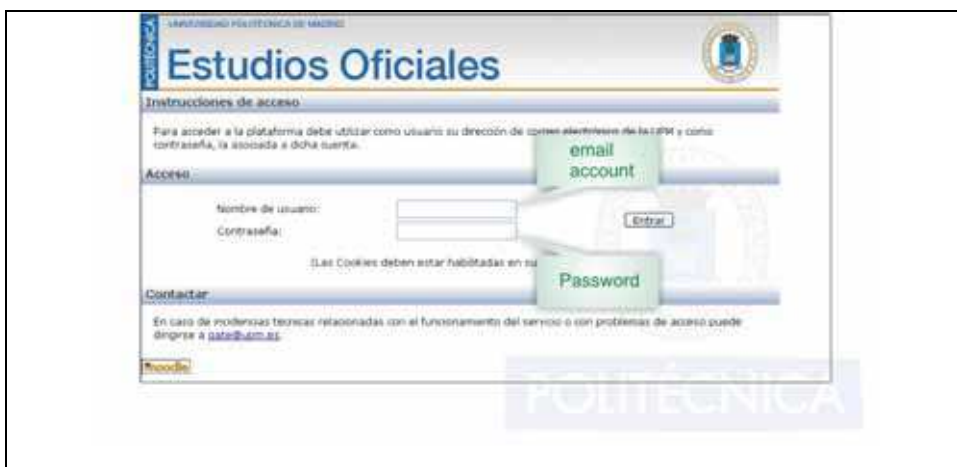 POLITÉCNICA
UNIVERSIDAD POLITÉCNICA DE MADRID
Estudios Oficiales
Instrucciones de acceso
Para acceder a la plataforma debe utilizar como usuario su dirección de correo electrónico de la UPM y como
contraseña, la asociada a dicha cuenta.
email
account
Acceso
Nombre de usuario:
Contraseña:
Entrar
(Las Cookies deben estar habilitadas en su
Password
Contactar
En caso de incidencias técnicas relacionadas con el funcionamiento del servicio o con problemas de acceso puede
dirigirse a gate@upm.es.
moodle
POLITÉCNICA